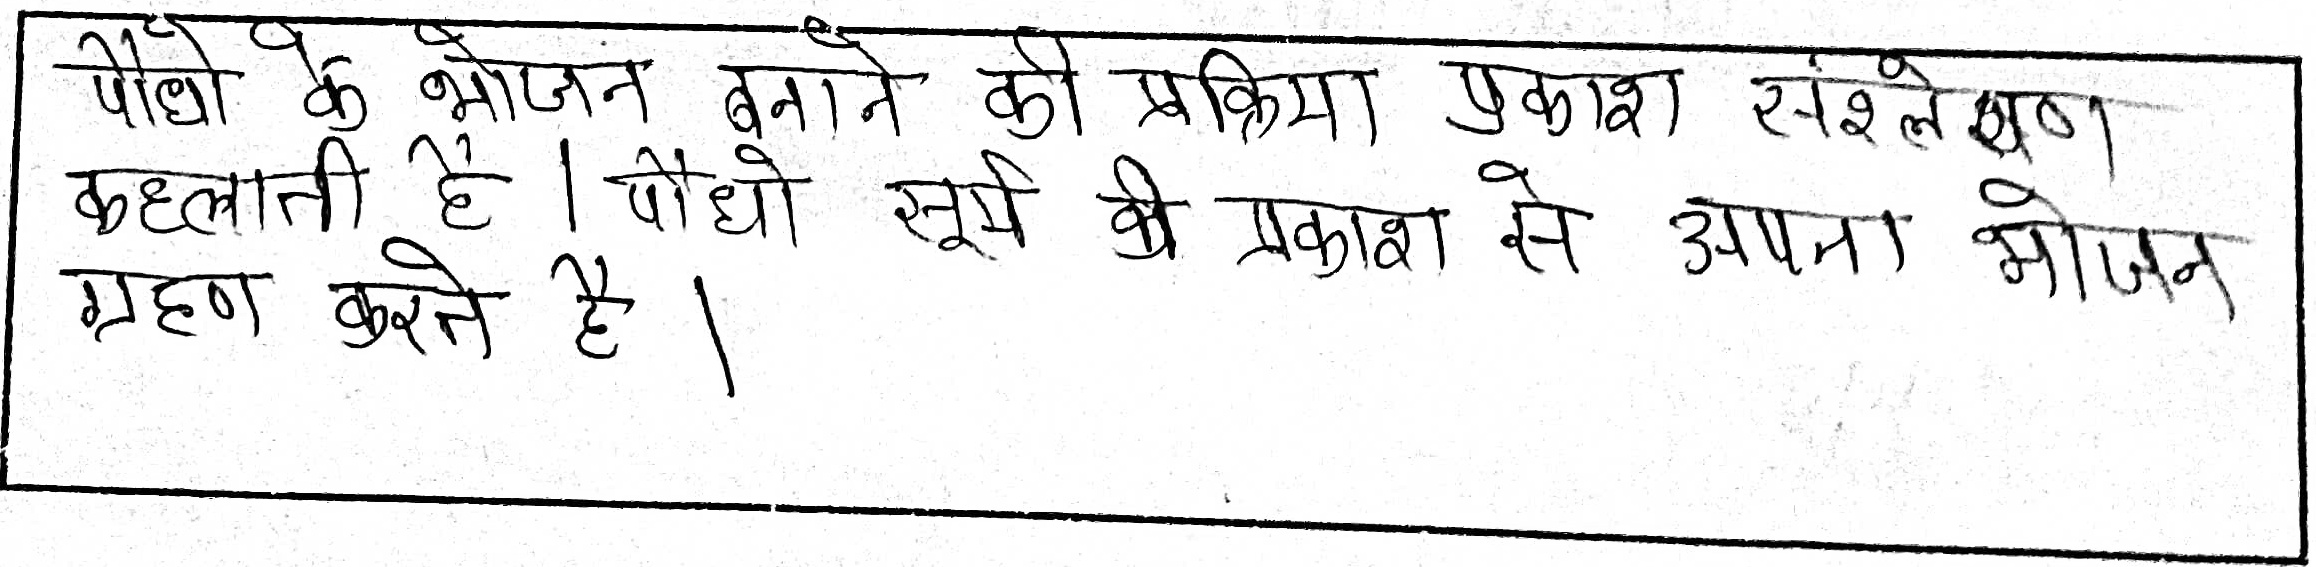 पौधो के भोजन बनाने की प्रक्रिया प्रकाश संश्लेषण
कहलाती है । पौधो सूर्य के प्रकाश से अपना भोजन
ग्रहण करते है ।